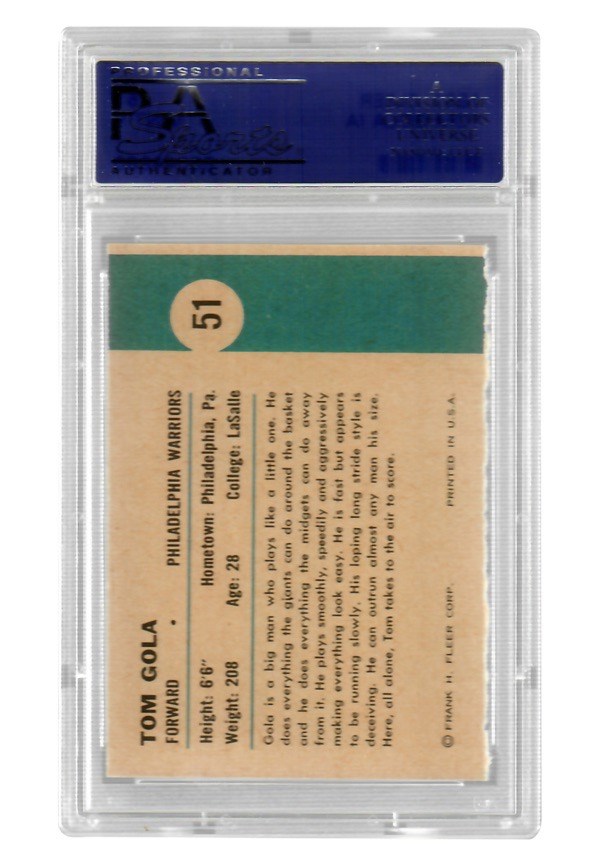 PROFESSIONAL
PSA
Sports
AUTHENTICATOR
A
DIVISION OF
COLLECTORS
UNIVERSE
51
TOM GOLA
FORWARD • PHILADELPHIA WARRIORS
Height: 6'6" Hometown: Philadelphia, Pa.
Weight: 208 Age: 28 College: LaSalle
Gola is a big man who plays like a little one. He
does everything the giants can do around the basket
and he does everything the midgets can do away
from it. He plays smoothly, speedily and aggressively
making everything look easy. He is fast but appears
to be running slowly. His loping long stride style is
deceiving. He can outrun almost any man his size.
Here, all alone, Tom takes to the air to score.
© FRANK H. FLEER CORP. PRINTED IN U.S.A.